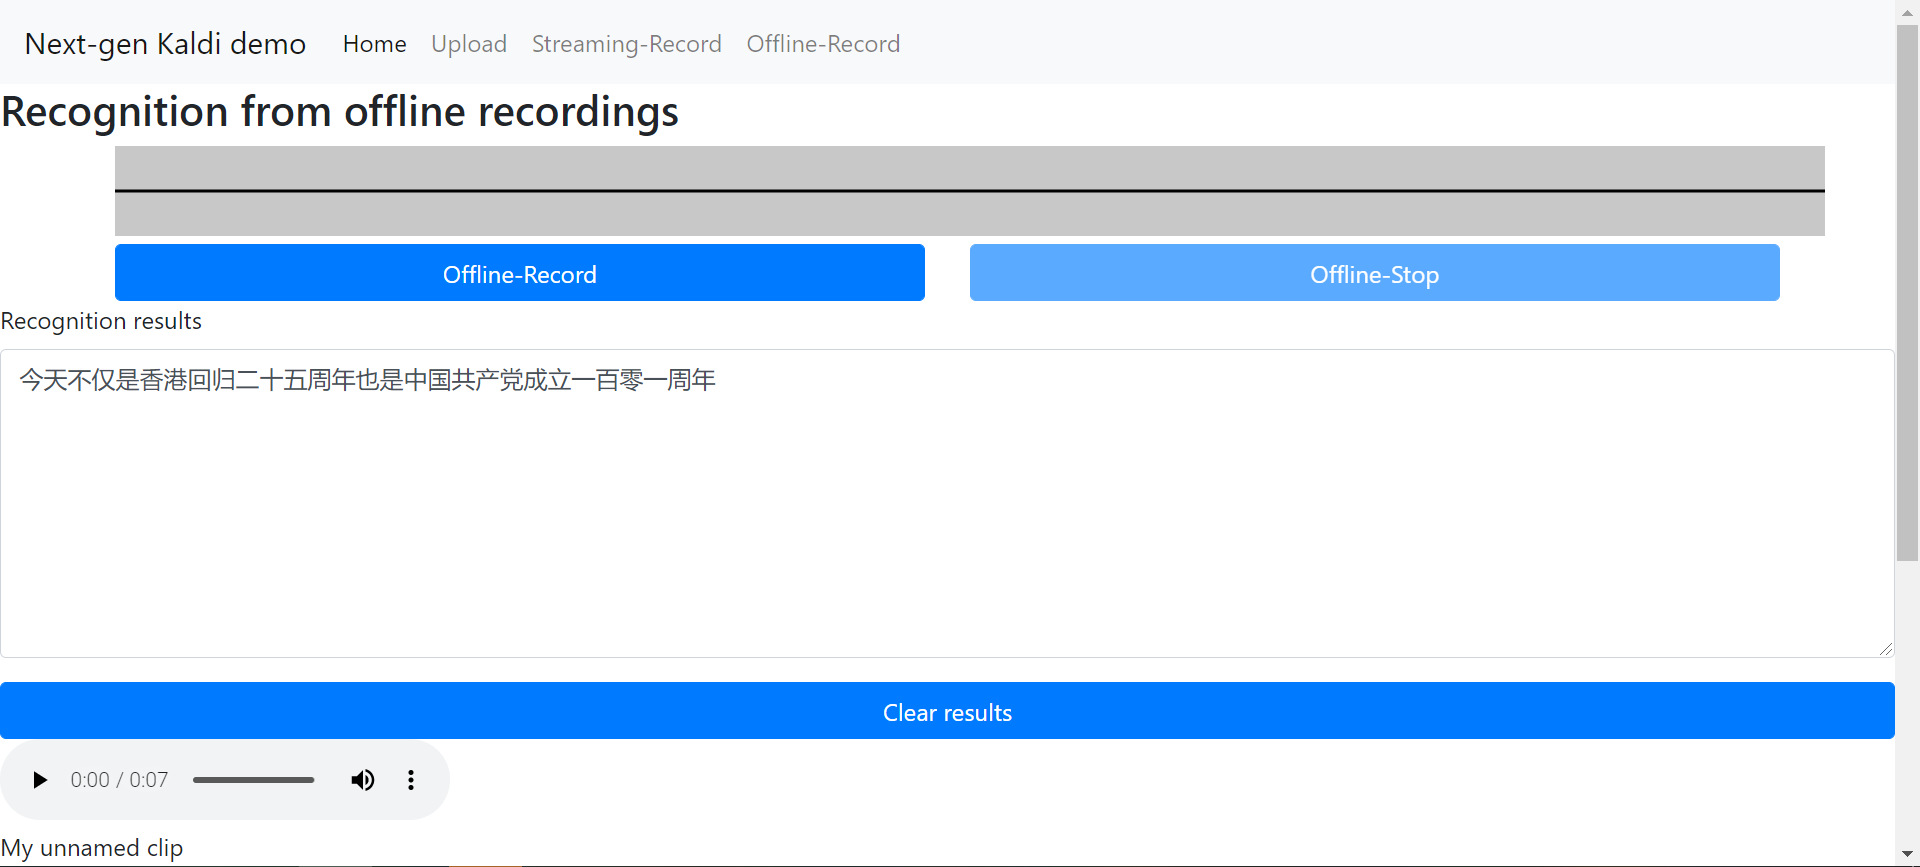 Next-gen Kaldi demo Home Upload Streaming-Record Offline-Record
Recognition from offline recordings
Offline-Record Offline-Stop
Recognition results
今天不仅是香港回归二十五周年也是中国共产党成立一百零一周年
Clear results
0:00 / 0:07
My unnamed clip